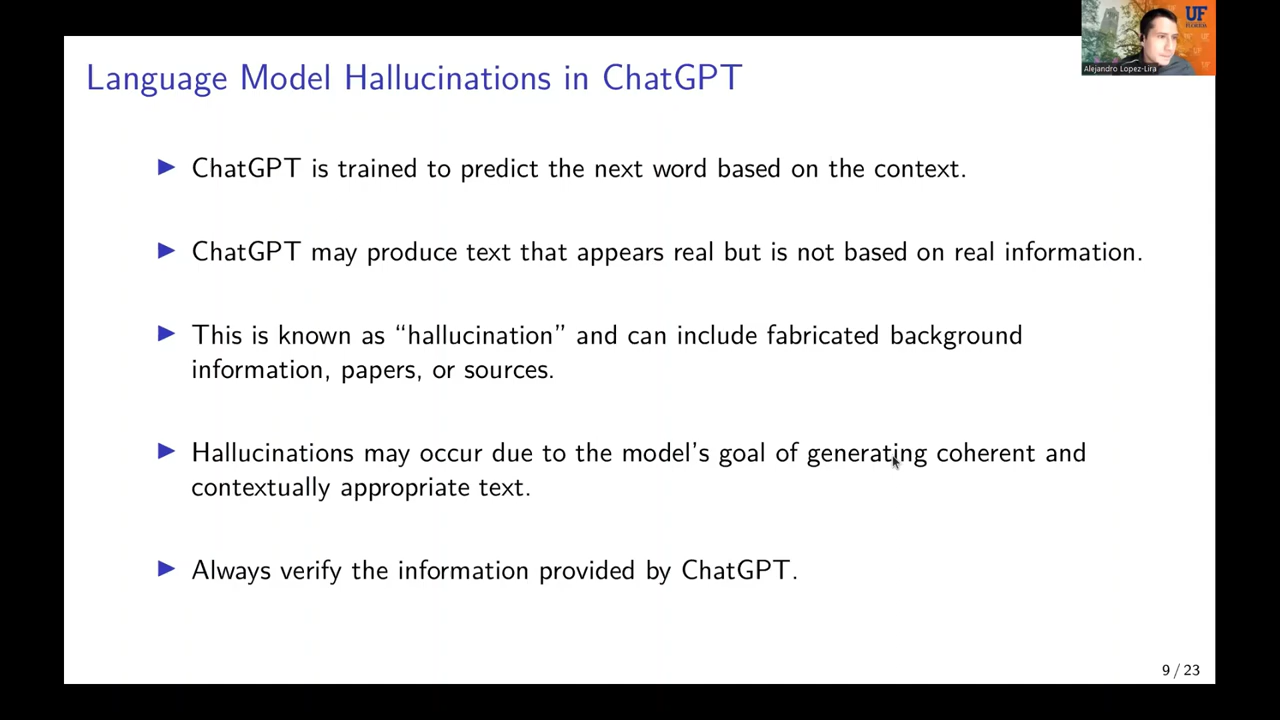 UF
Alejandro Lopez-Lira
Language Model Hallucinations in ChatGPT
ChatGPT is trained to predict the next word based on the context.
ChatGPT may produce text that appears real but is not based on real information.
This is known as “hallucination” and can include fabricated background
information, papers, or sources.
Hallucinations may occur due to the model’s goal of generating coherent and
contextually appropriate text.
Always verify the information provided by ChatGPT.
9 / 23